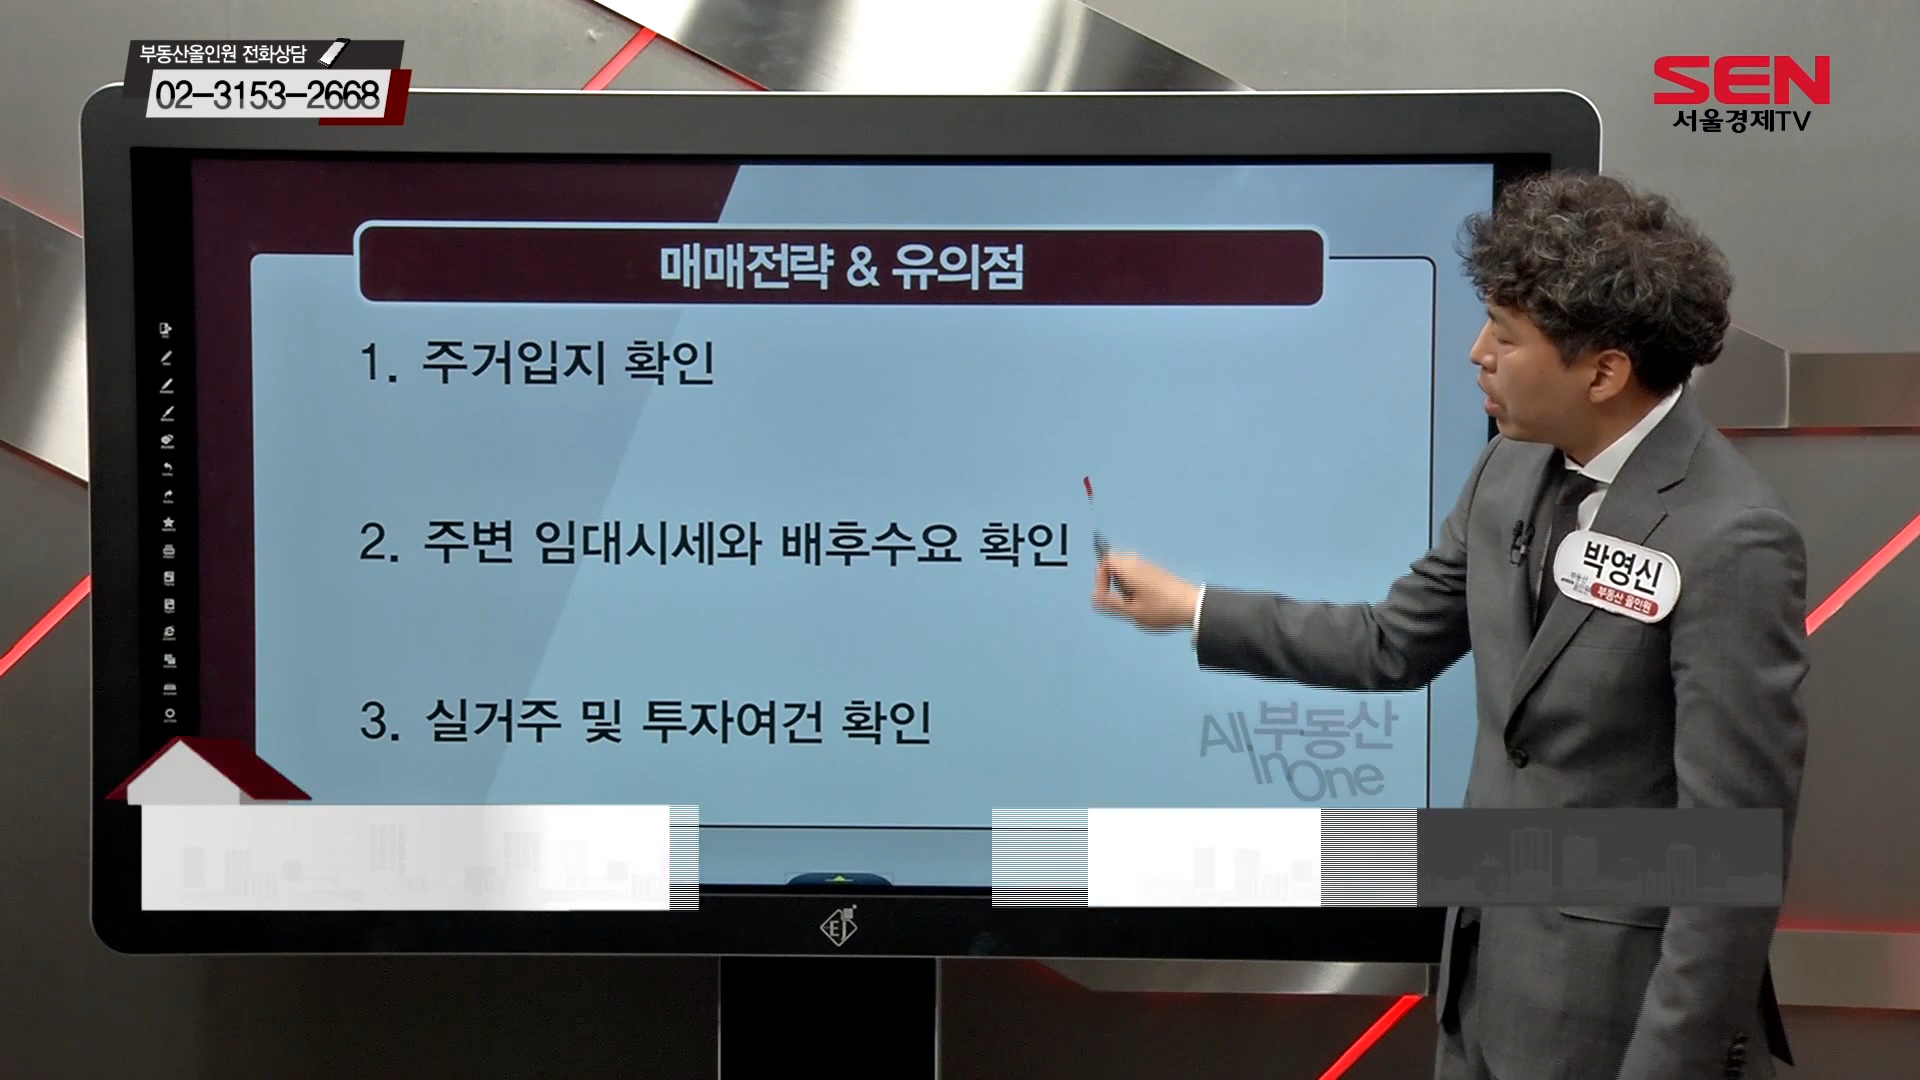 부동산올인원 전화상담
02-3153-2668
SEN
서울경제TV
매매전략 & 유의점
1. 주거입지 확인
2. 주변 임대시세와 배후수요 확인
3. 실거주 및 투자여건 확인
박영신
부동산 올인원
All 부동산
InOne
EJ